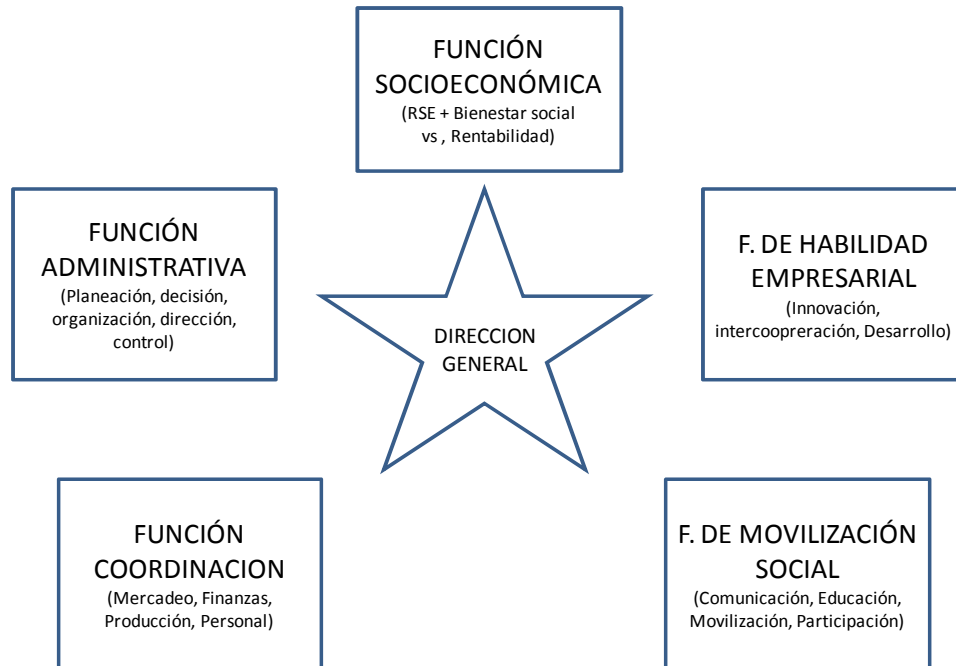 FUNCIÓN
SOCIOECONÓMICA
(RSE + Bienestar social
vs , Rentabilidad)
FUNCIÓN
ADMINISTRATIVA
(Planeación, decisión,
organización, dirección,
control)
F. DE HABILIDAD
EMPRESARIAL
(Innovación,
intercoopreración, Desarrollo)
DIRECCION
GENERAL
FUNCIÓN
COORDINACION
(Mercadeo, Finanzas,
Producción, Personal)
F. DE MOVILIZACIÓN
SOCIAL
(Comunicación, Educación,
Movilización, Participación)